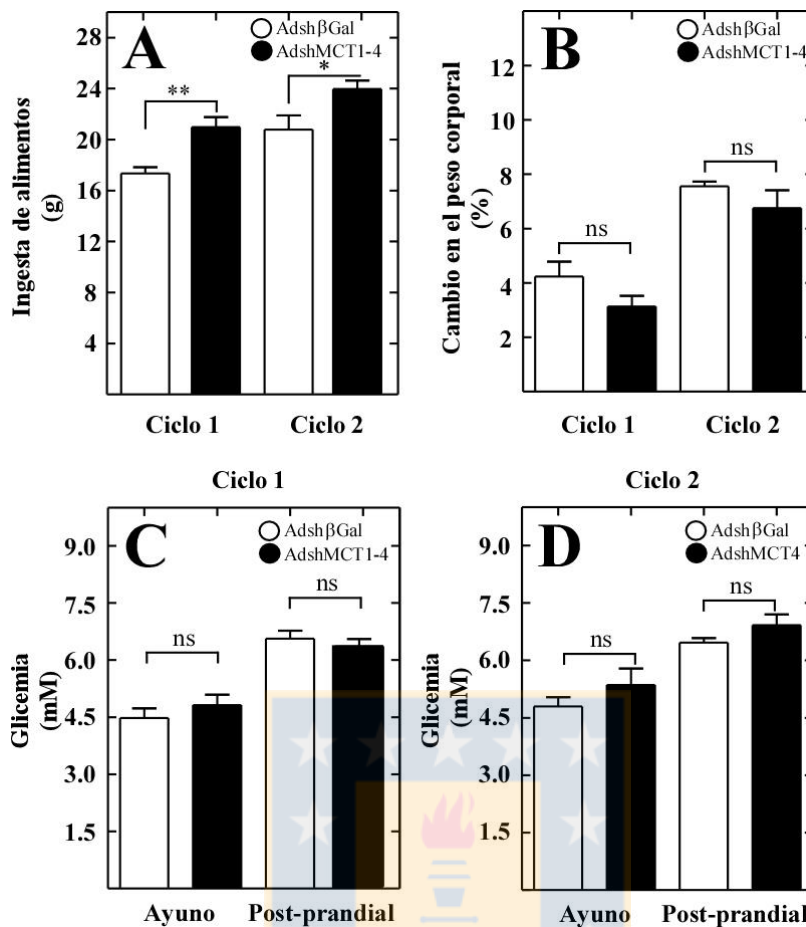 A
AdshβGal
AdshMCT1-4
Ingesta de alimentos
(g)
28
24
20
16
12
8
4
**
*
Ciclo 1
Ciclo 2
B
AdshβGal
AdshMCT1-4
Cambio en el peso corporal
(%)
12
10
8
6
4
2
ns
ns
Ciclo 1
Ciclo 2
Ciclo 1
C
AdshβGal
AdshMCT1-4
Glicemia
(mM)
9.0
7.5
6.0
4.5
3.0
1.5
ns
ns
Ayuno
Post-prandial
Ciclo 2
D
AdshβGal
AdshMCT4
Glicemia
(mM)
9.0
7.5
6.0
4.5
3.0
1.5
ns
ns
Ayuno
Post-prandial